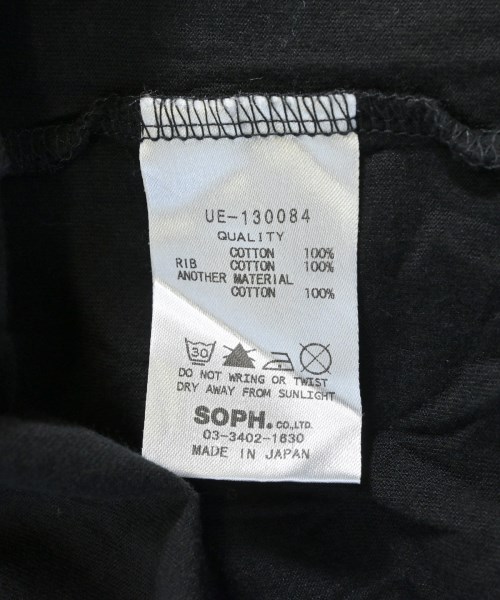 UE-130084
QUALITY
COTTON 100%
RIB COTTON 100%
ANOTHER MATERIAL
COTTON 100%
30
DO NOT WRING OR TWIST
DRY AWAY FROM SUNLIGHT
SOPH. CO.,LTD.
03-3402-1630
MADE IN JAPAN